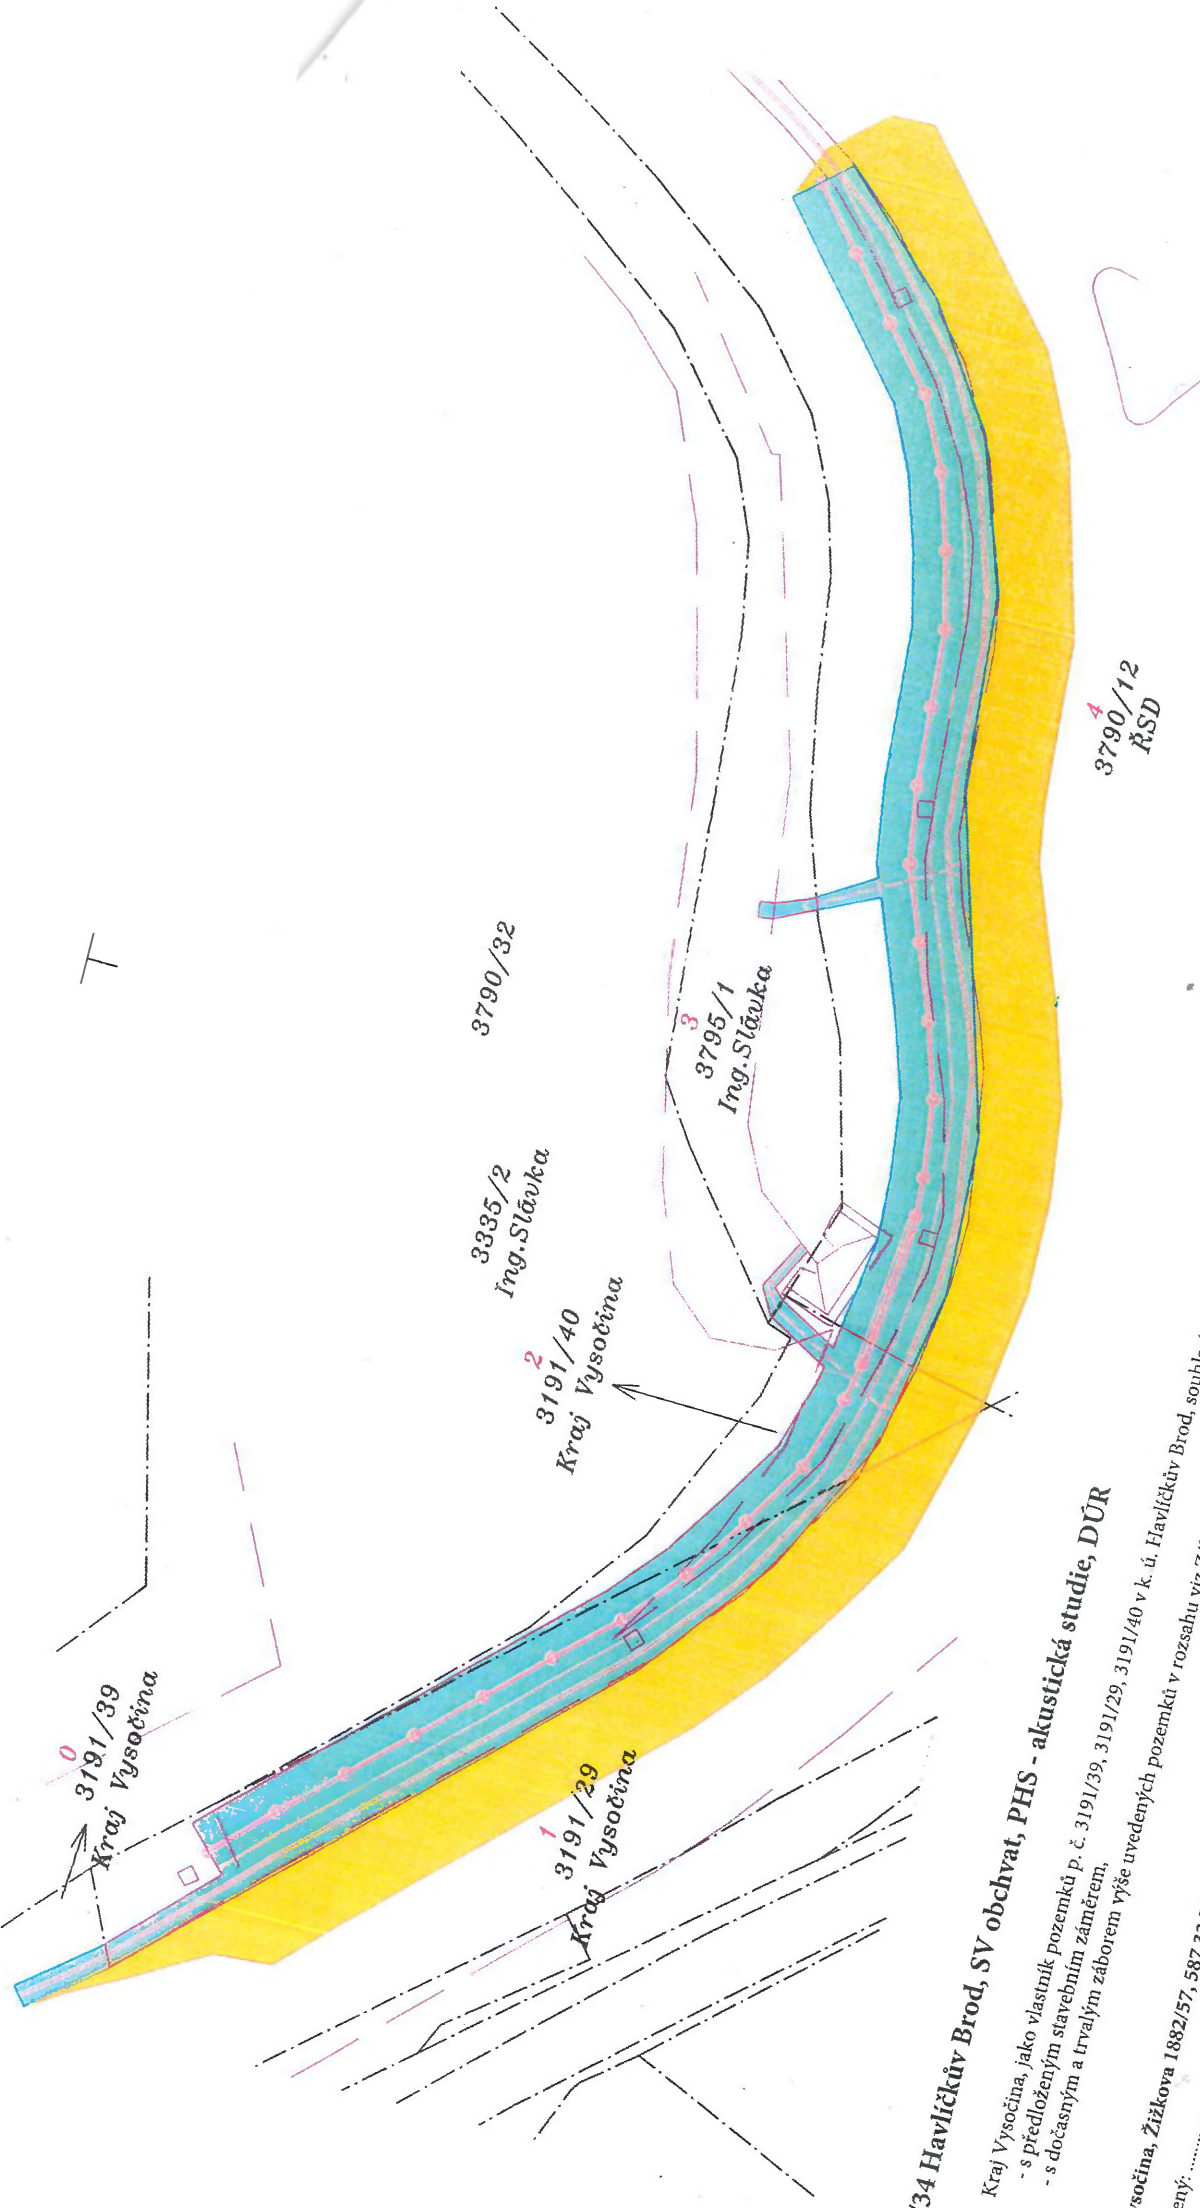 0
3191/39
Kraj Vysočina
3790/32
3335/2
Ing.Slávka
3
3795/1
Ing.Slávka
2
3191/40
Kraj Vysočina
4
3790/12
ŘSD
1
3191/29
Kraj Vysočina
/34 Havlíčkův Brod, SV obchvat, PHS - akustická studie, DÚR
Kraj Vysočina, jako vlastník pozemků p. č. 3191/39, 3191/29, 3191/40 v k. ú. Havlíčkův Brod,
- s předloženým stavebním záměrem,
- s dočasným a trvalým záborem výše uvedených pozemků v rozsahu viz
Žižkova 1882/57, 587